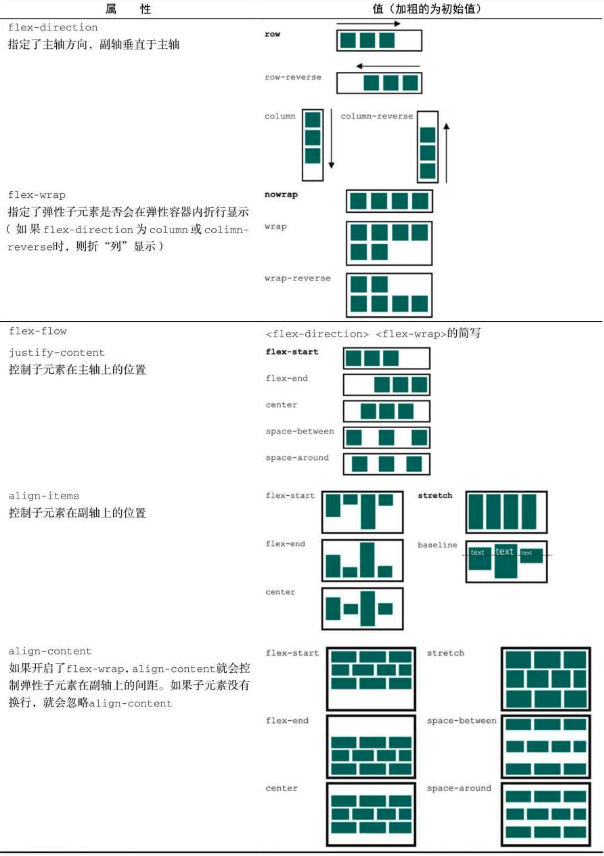 属 性
值（加粗的为初始值）
flex-direction
指定了主轴方向，副轴垂直于主轴
row
row-reverse
column
column-reverse
flex-wrap
指定了弹性子元素是否会在弹性容器内折行显示
（如果flex-direction为column或colimn-
reverse时，则折“列”显示）
nowrap
wrap
wrap-reverse
flex-flow
<flex-direction> <flex-wrap>的简写
justify-content
控制子元素在主轴上的位置
flex-start
flex-end
center
space-between
space-around
align-items
控制子元素在副轴上的位置
flex-start
stretch
flex-end
baseline
text text text
center
align-content
如果开启了flex-wrap，align-content就会控
制弹性子元素在副轴上的间距。如果子元素没有
换行，就会忽略align-content
flex-start
stretch
flex-end
space-between
center
space-around